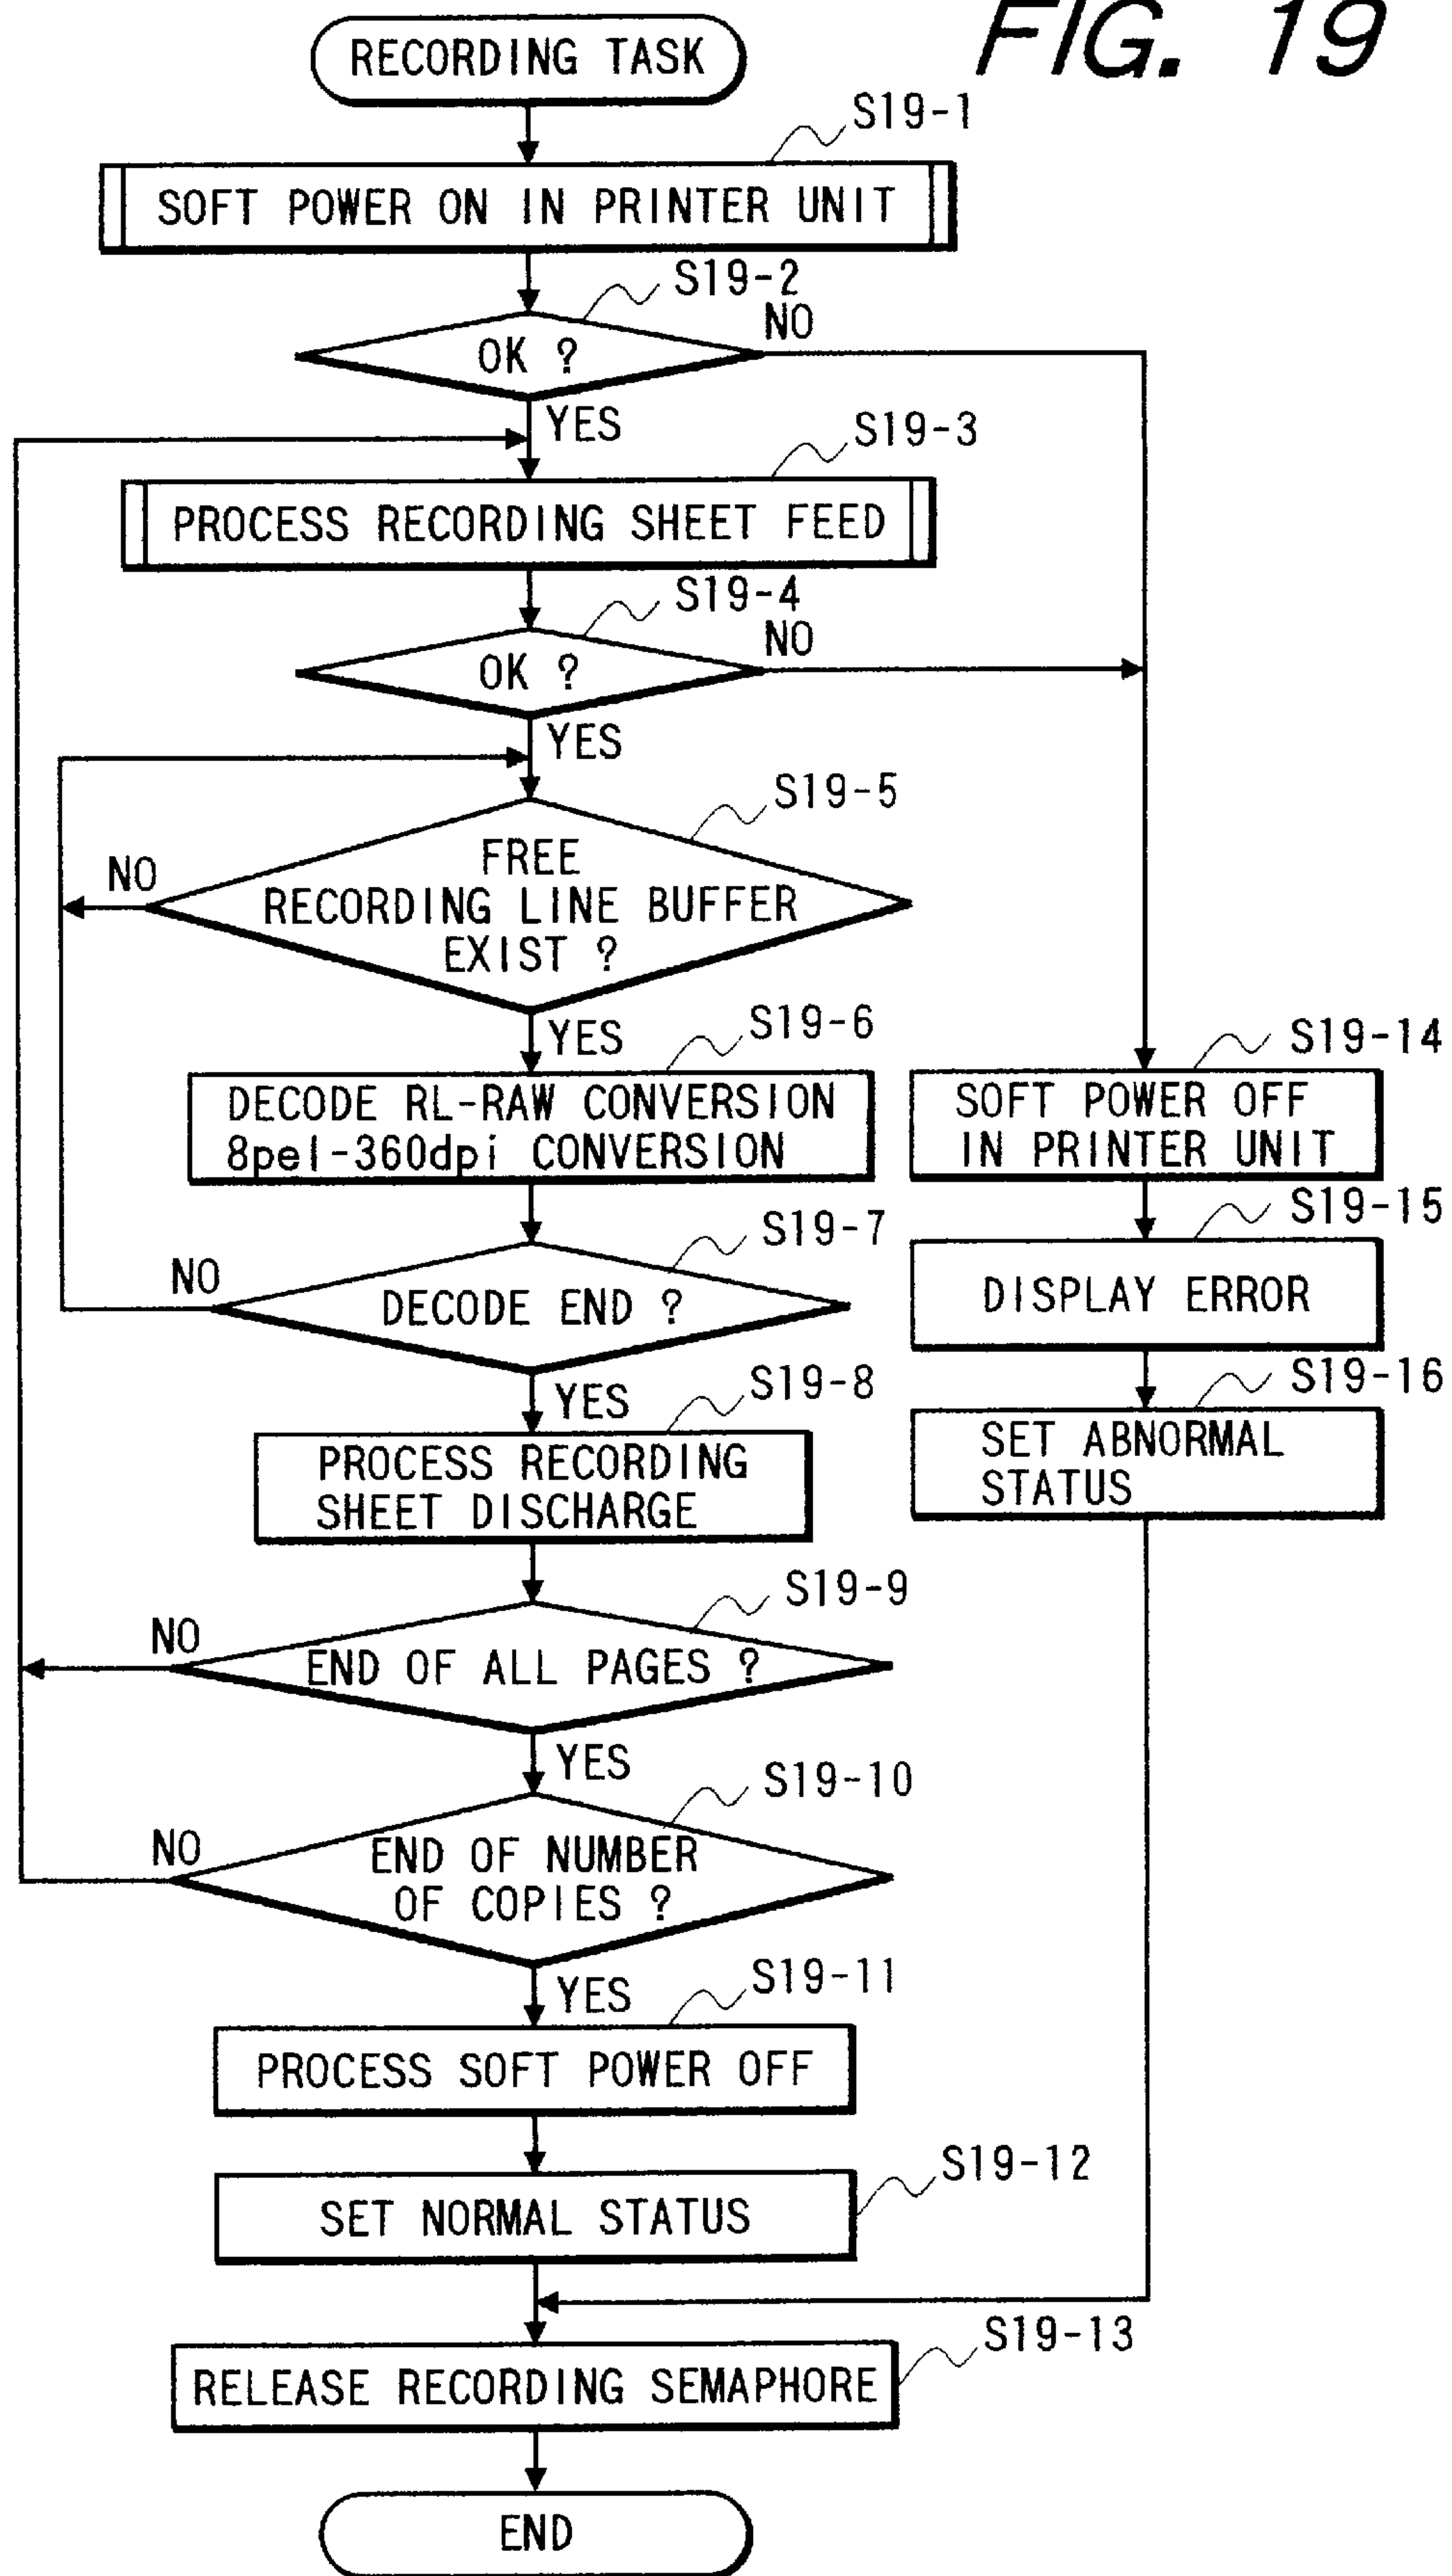 FIG. 19
RECORDING TASK
S19-1
SOFT POWER ON IN PRINTER UNIT
S19-2
OK ?
NO
YES
S19-3
PROCESS RECORDING SHEET FEED
S19-4
OK ?
NO
YES
S19-5
FREE
RECORDING LINE BUFFER
EXIST ?
NO
YES
S19-6
DECODE RL-RAW CONVERSION
8pel-360dpi CONVERSION
S19-7
DECODE END ?
NO
YES
S19-8
PROCESS RECORDING
SHEET DISCHARGE
S19-9
END OF ALL PAGES ?
NO
YES
S19-10
END OF NUMBER
OF COPIES ?
NO
YES
S19-11
PROCESS SOFT POWER OFF
S19-12
SET NORMAL STATUS
S19-14
SOFT POWER OFF
IN PRINTER UNIT
S19-15
DISPLAY ERROR
S19-16
SET ABNORMAL
STATUS
S19-13
RELEASE RECORDING SEMAPHORE
END